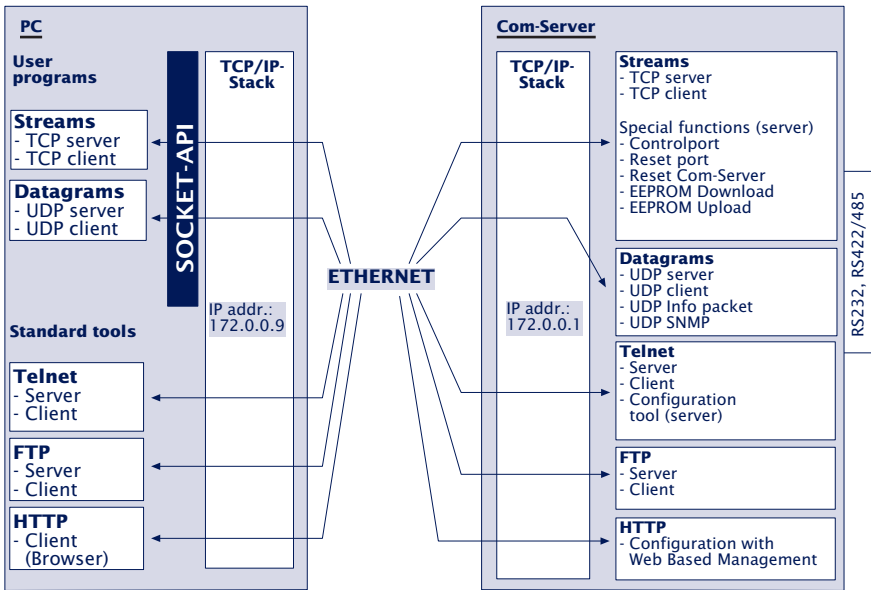 PC
User
programs
Streams
- TCP server
- TCP client
Datagrams
- UDP server
- UDP client
SOCKET-API
TCP/IP-
Stack
IP addr.:
172.0.0.9
Standard tools
Telnet
- Server
- Client
FTP
- Server
- Client
HTTP
- Client
(Browser)
ETHERNET
Com-Server
TCP/IP-
Stack
IP addr.:
172.0.0.1
Streams
- TCP server
- TCP client
Special functions (server)
- Controlport
- Reset port
- Reset Com-Server
- EEPROM Download
- EEPROM Upload
Datagrams
- UDP server
- UDP client
- UDP Info packet
- UDP SNMP
Telnet
- Server
- Client
- Configuration
tool (server)
FTP
- Server
- Client
HTTP
- Configuration with
Web Based Management
RS232, RS422/485